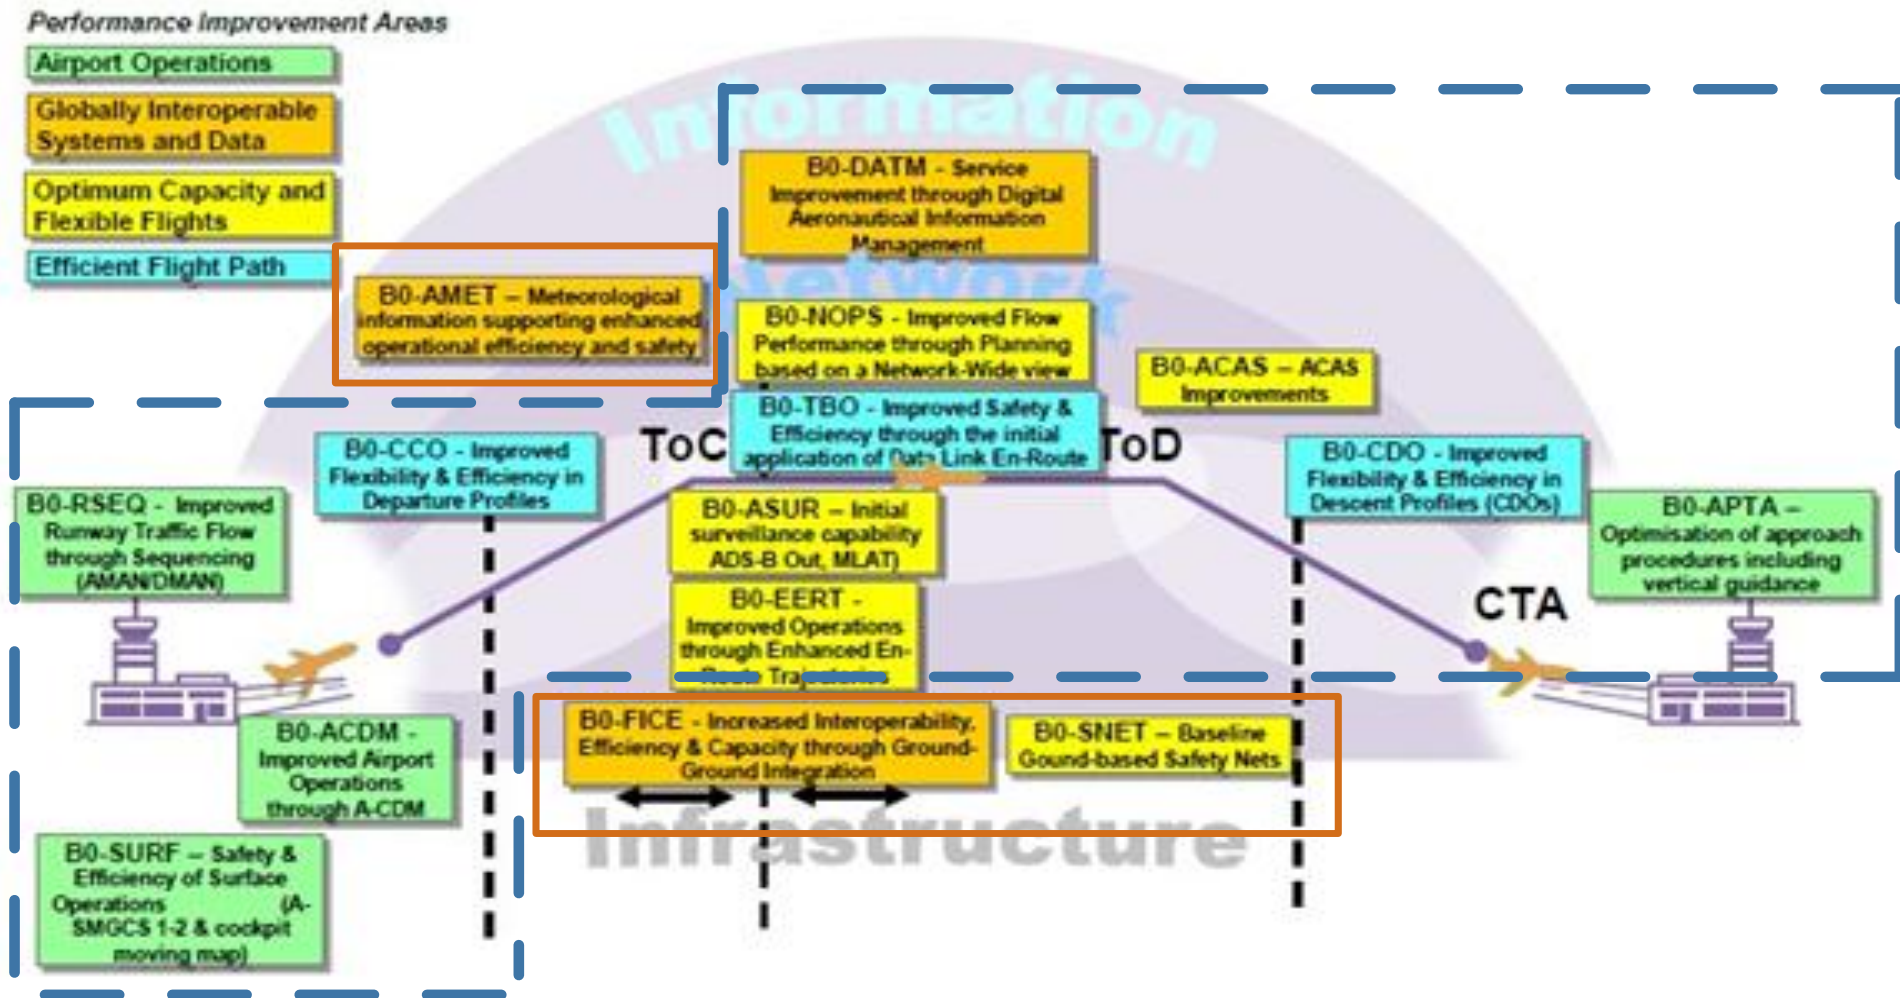 Performance Improvement Areas
Airport Operations
Globally Interoperable
Systems and Data
Optimum Capacity and
Flexible Flights
Efficient Flight Path
Information
Network
B0-DATM - Service
Improvement through Digital
Aeronautical Information
Management
B0-AMET – Meteorological
information supporting enhanced
operational efficiency and safety
B0-NOPS - Improved Flow
Performance through Planning
based on a Network-Wide view
B0-ACAS – ACAS
Improvements
B0-TBO - Improved Safety &
Efficiency through the initial
application of Data Link En-Route
ToC
ToD
B0-CCO - Improved
Flexibility & Efficiency in
Departure Profiles
B0-CDO - Improved
Flexibility & Efficiency in
Descent Profiles (CDOs)
B0-RSEQ - Improved
Runway Traffic Flow
through Sequencing
(AMAN/DMAN)
B0-ASUR – Initial
surveillance capability
ADS-B Out, MLAT)
B0-APTA –
Optimisation of approach
procedures including
vertical guidance
CTA
B0-EERT -
Improved Operations
through Enhanced En-
Route Trajectories
B0-FICE - Increased Interoperability,
Efficiency & Capacity through Ground-
Ground Integration
B0-SNET – Baseline
Gound-based Safety Nets
B0-ACDM -
Improved Airport
Operations
through A-CDM
Infrastructure
B0-SURF – Safety &
Efficiency of Surface
Operations (A-
SMGCS 1-2 & cockpit
moving map)